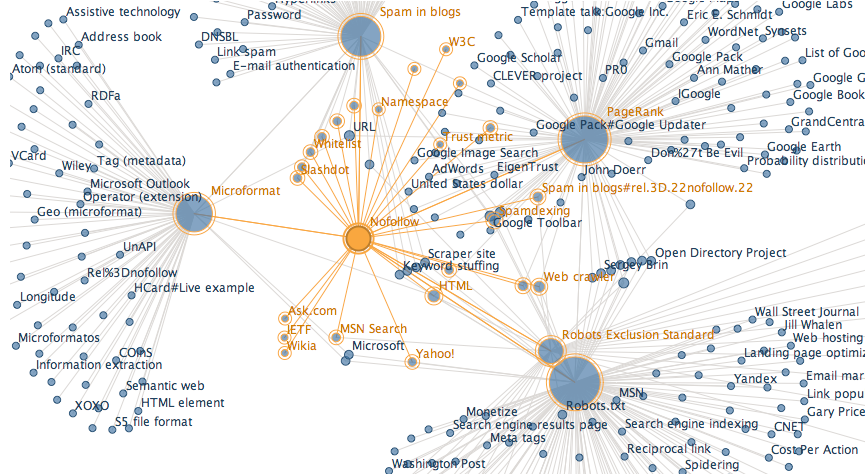 Hyperlinks
Assistive technology
Spam in blogs
Template talk:Google Inc.
Google Labs
Password
Eric E. Schmidt
Address book
DNSBL
W3C
WordNet
Synsets
IRC
Link spam
Gmail
Google Scholar
Google Pack
List of Goo
Atom (standard)
E-mail authentication
PR0
Ann Mather
CLEVER project
Google G
RDFa
Namespace
IGoogle
Google Book
PageRank
URL
Google Pack#Google Updater
GrandCentra
Whitelist
Trust metric
VCard
Tag (metadata)
Google Image Search
Don%27t Be Evil
Google Earth
Wiley
Slashdot
AdWords
EigenTrust
John Doerr
Probability distributio
Microsoft Outlook
Microformat
United States dollar
Spam in blogs#rel.3D.22nofollow.22
Operator (extension)
Geo (microformat)
Nofollow
Spamdexing
Google Toolbar
UnAPI
Scraper site
Open Directory Project
Keyword stuffing
Sergey Brin
Rel%3Dnofollow
Web crawler
HCard#Live example
HTML
Longitude
Ask.com
Wall Street Journal
IETF
MSN Search
Robots Exclusion Standard
Jill Whalen
Microformatos
Wikia
Microsoft
Web hosting
COinS
Yahoo!
Landing page optimiz
Information extraction
Semantic web
MSN
Yandex
Email mar
Link popu
XOXO
HTML element
Robots.txt
Monetize
Gary Price
S5 file format
Search engine results page
Search engine indexing
CNET
Meta tags
Reciprocal link
Cost Per Action
Washington Post
Spidering